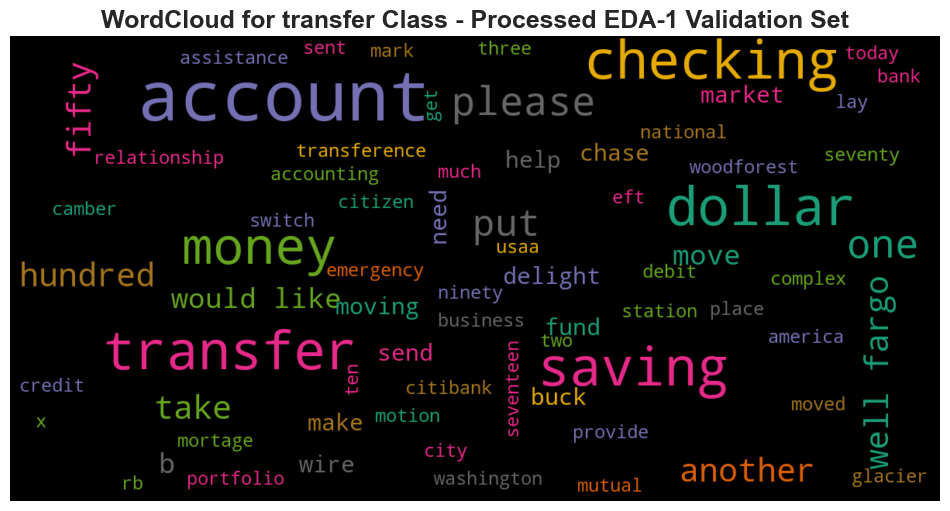 WordCloud for transfer Class - Processed EDA-1 Validation Set
fifty
assistance
sent
mark
three
checking
today
bank
account
get
please
market
lay
national
relationship
transference
accounting
much
help
chase
woodforest
seventy
camber
citizen
switch
need
put
usaa
eft
dollar
one
money
hundred
emergency
delight
move
debit
complex
would like
moving
ninety
business
fund
station
place
well fargo
transfer
send
ten
two
seventeen
saving
america
credit
citibank
buck
moved
take
x
make
motion
mortage
city
provide
b
wire
another
rb
portfolio
washington
mutual
glacier